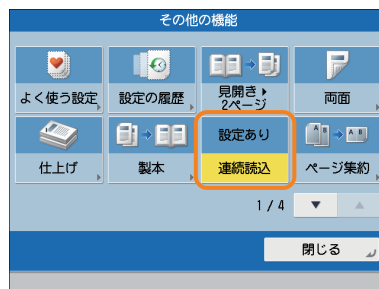 その他の機能
よく使う設定
設定の履歴
見開き▸
2ページ
両面
仕上げ
製本
設定あり
連続読込
ページ集約
1 / 4
閉じる